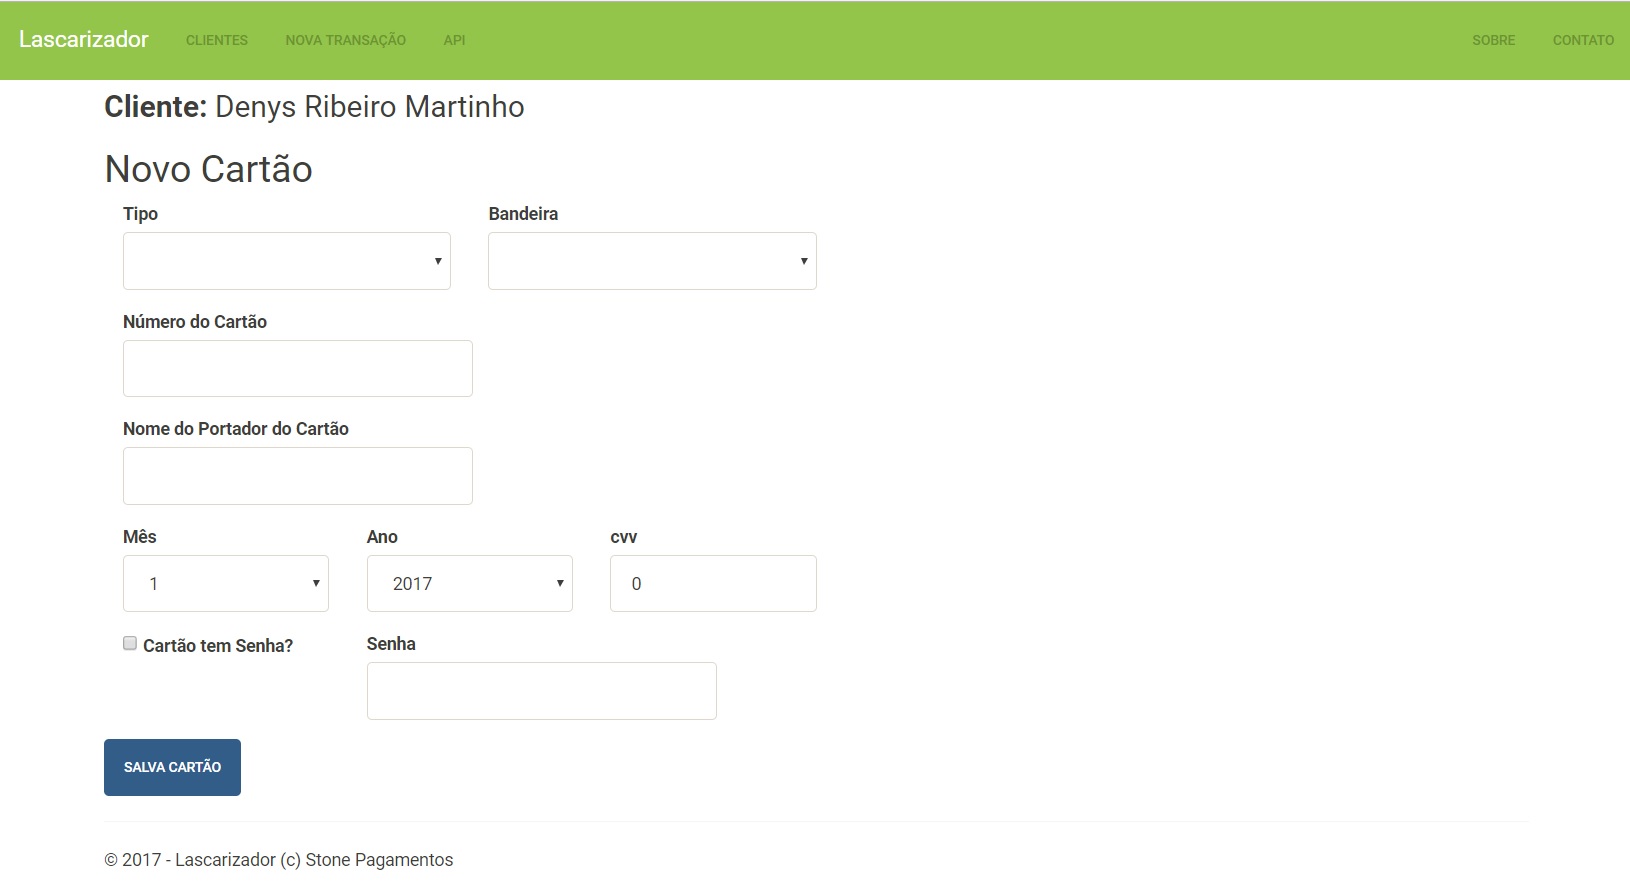 Lascarizador CLIENTES NOVA TRANSAÇÃO API SOBRE CONTATO
Cliente: Denys Ribeiro Martinho
Novo Cartão
Tipo Bandeira
Número do Cartão
Nome do Portador do Cartão
Mês Ano cvv
1 2017 0
Cartão tem Senha? Senha
SALVA CARTÃO
© 2017 - Lascarizador (c) Stone Pagamentos